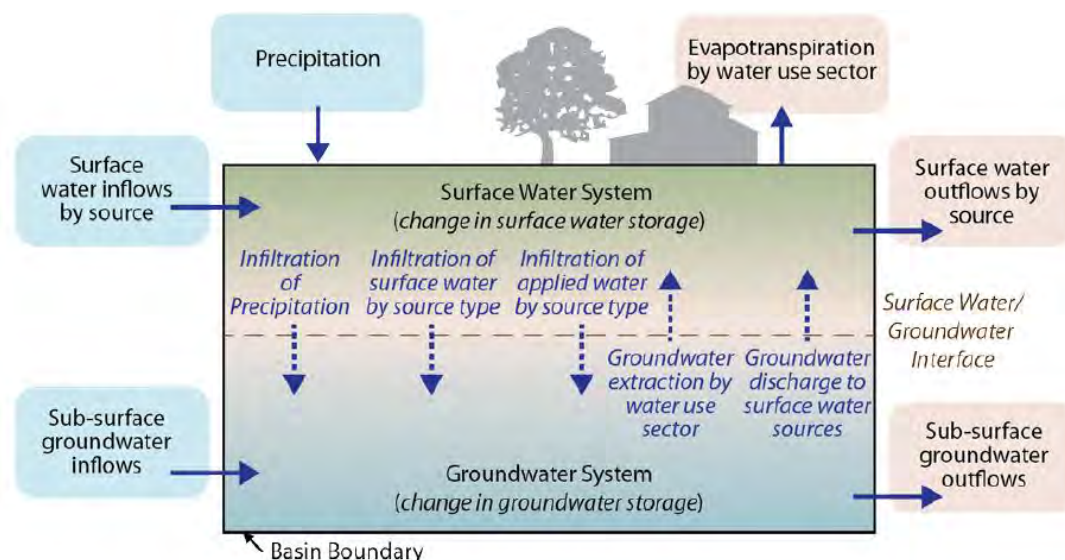 Precipitation
Evapotranspiration
by water use sector
Surface
water inflows
by source
Surface water
outflows by
source
Surface Water System
(change in surface water storage)
Infiltration
of
Precipitation
Infiltration of
surface water
by source type
Infiltration of
applied water
by source type
Surface Water/
Groundwater
Interface
Groundwater
extraction by
water use
sector
Groundwater
discharge to
surface water
sources
Sub-surface
groundwater
inflows
Sub-surface
groundwater
outflows
Groundwater System
(change in groundwater storage)
Basin Boundary